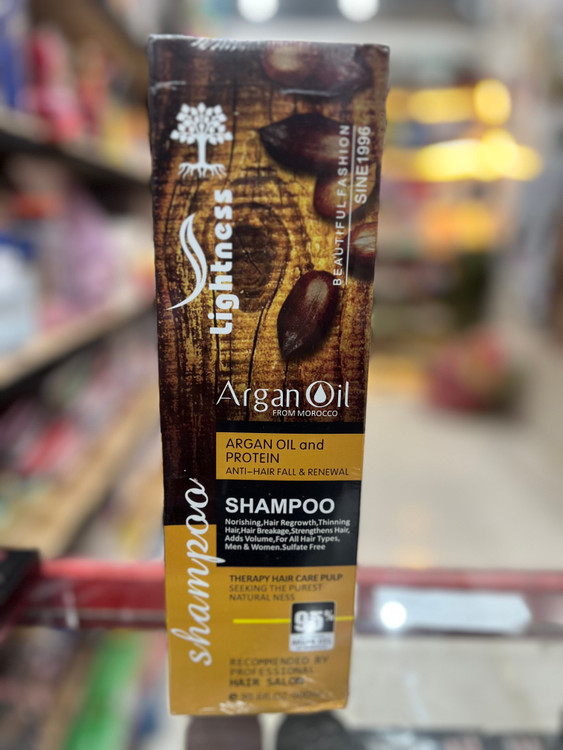 Lightness
BEAUTIFUL FASHION
SINE1996
Argan Oil
FROM MOROCCO
ARGAN OIL and
PROTEIN
ANTI-HAIR FALL & RENEWAL
shampoo
SHAMPOO
Norishing,Hair Regrowth,Thinning
Hair,Hair Breakage,Strengthens Hair,
Adds Volume,For All Hair Types,
Men & Women.Sulfate Free
THERAPY HAIR CARE PULP
SEEKING THE PUREST
NATURAL NESS
95%
RECOMMENDED BY
PROFESSIONAL
HAIR SALON